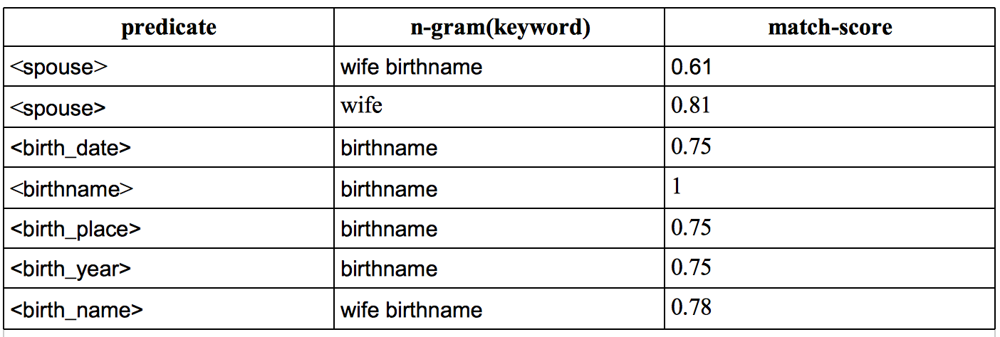 predicate n-gram(keyword) match-score
<spouse> wife birthname 0.61
<spouse> wife 0.81
<birth_date> birthname 0.75
<birthname> birthname 1
<birth_place> birthname 0.75
<birth_year> birthname 0.75
<birth_name> wife birthname 0.78